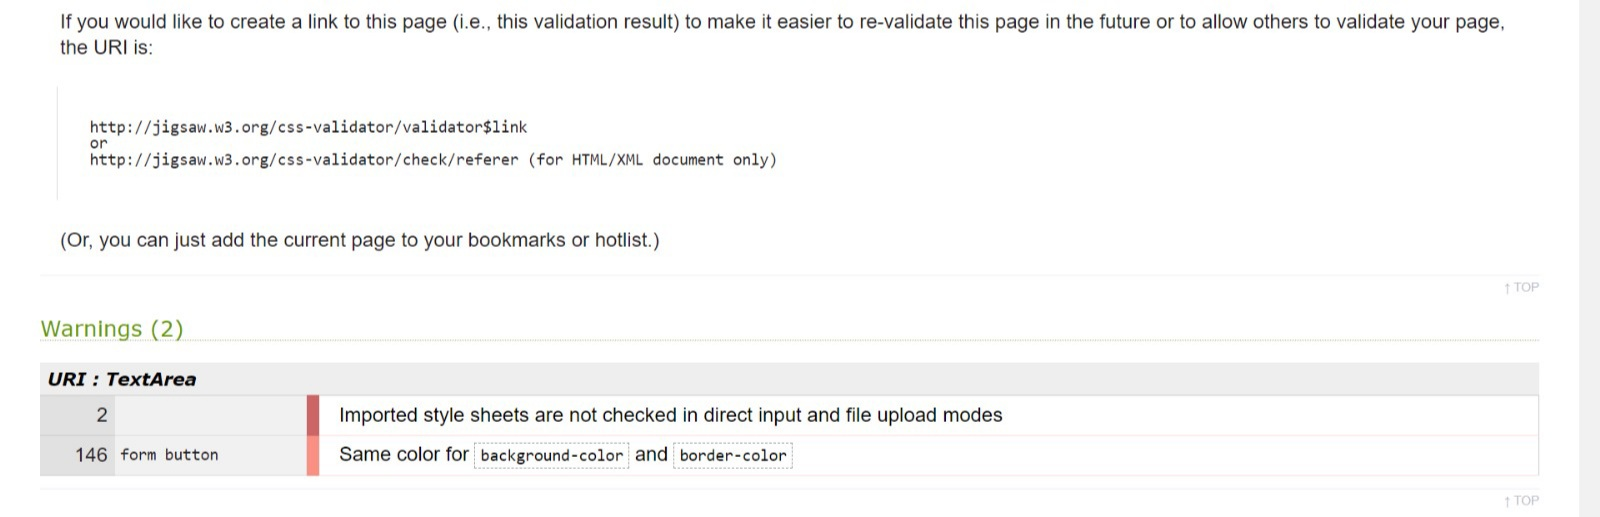 If you would like to create a link to this page (i.e., this validation result) to make it easier to re-validate this page in the future or to allow others to validate your page,
the URI is:
http://jigsaw.w3.org/css-validator/validator$link
or
http://jigsaw.w3.org/css-validator/check/referer (for HTML/XML document only)
(Or, you can just add the current page to your bookmarks or hotlist.)
↑ TOP
Warnings (2)
URI : TextArea
2 Imported style sheets are not checked in direct input and file upload modes
146 form button Same color for background-color and border-color
↑ TOP